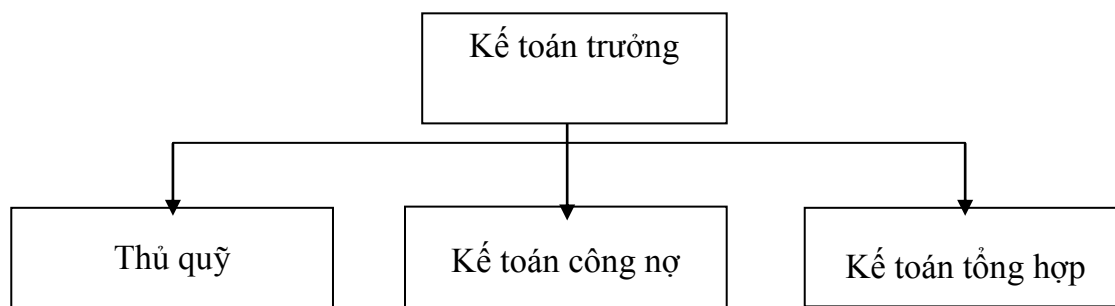 Kế toán trưởng
Thủ quỹ
Kế toán công nợ
Kế toán tổng hợp